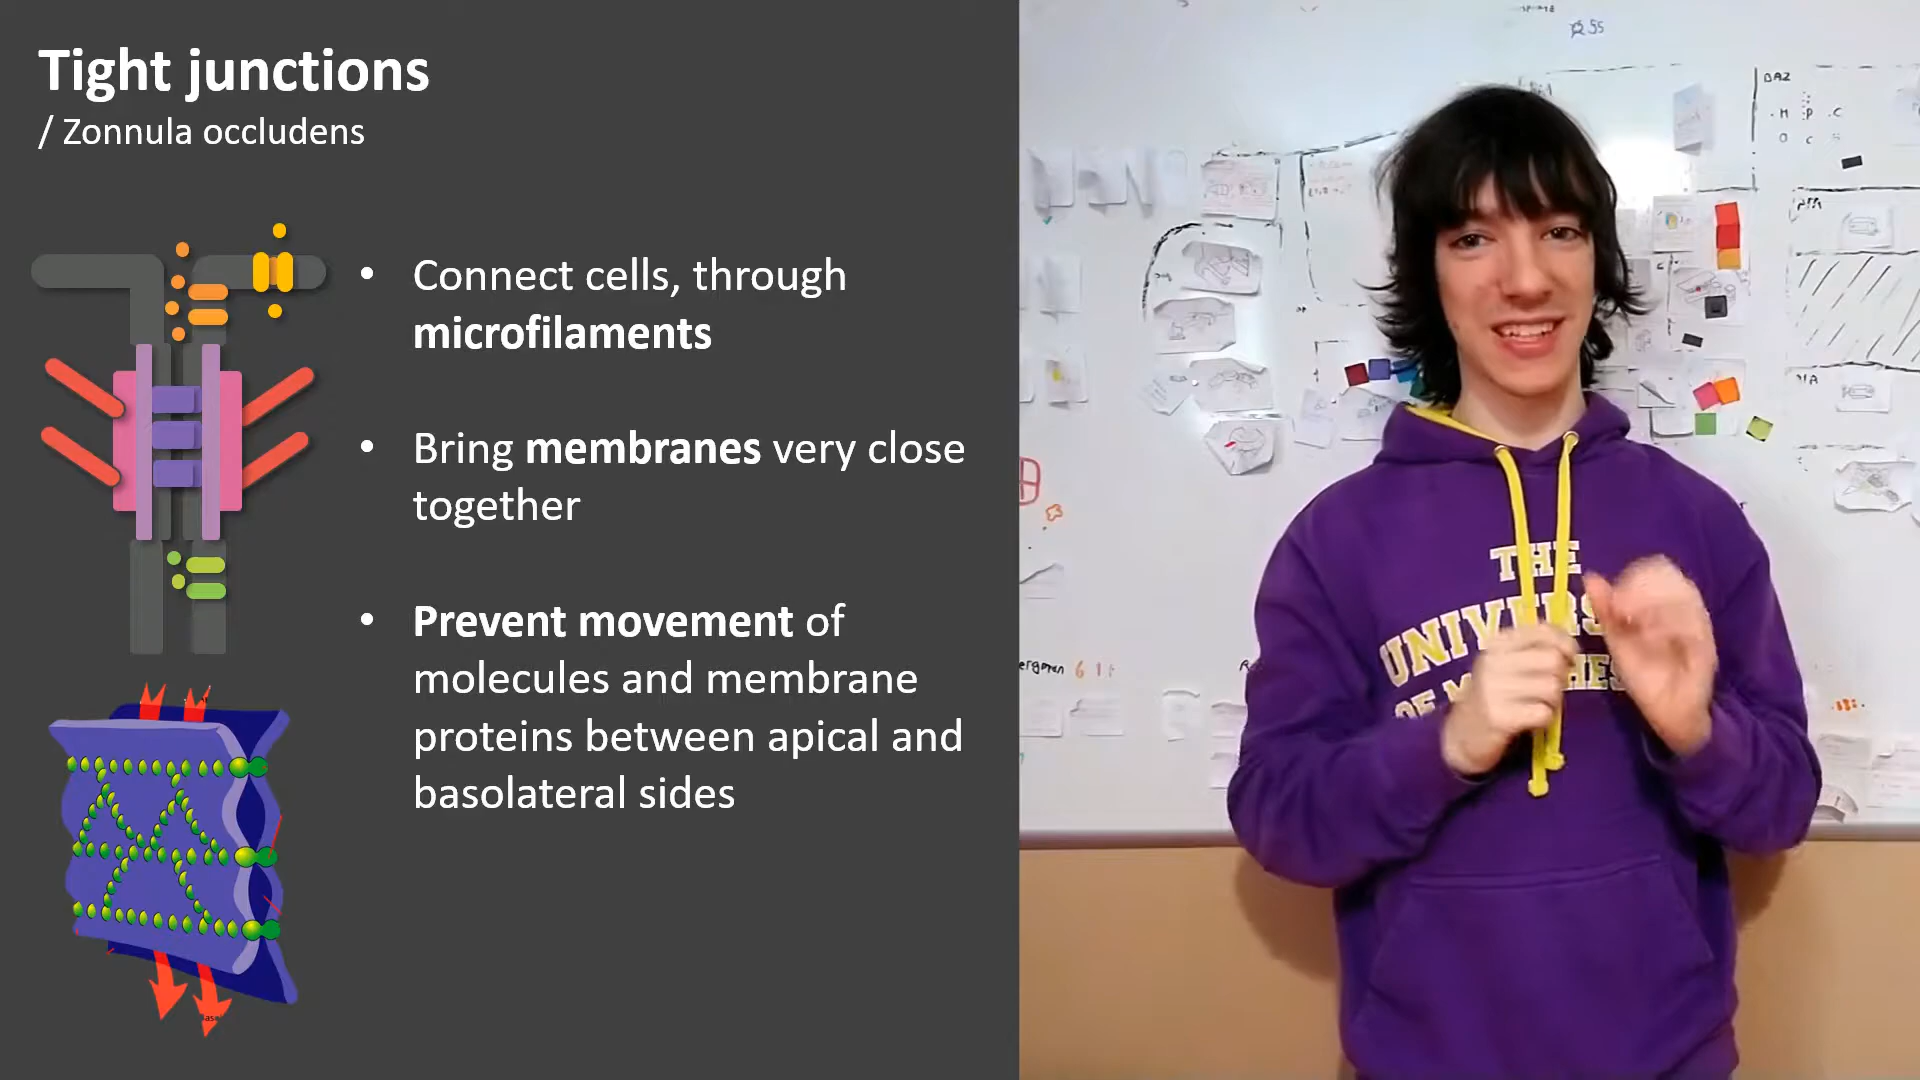 Tight junctions
/ Zonnula occludens
• Connect cells, through
microfilaments
• Bring membranes very close
together
• Prevent movement of
molecules and membrane
proteins between apical and
basolateral sides
THE